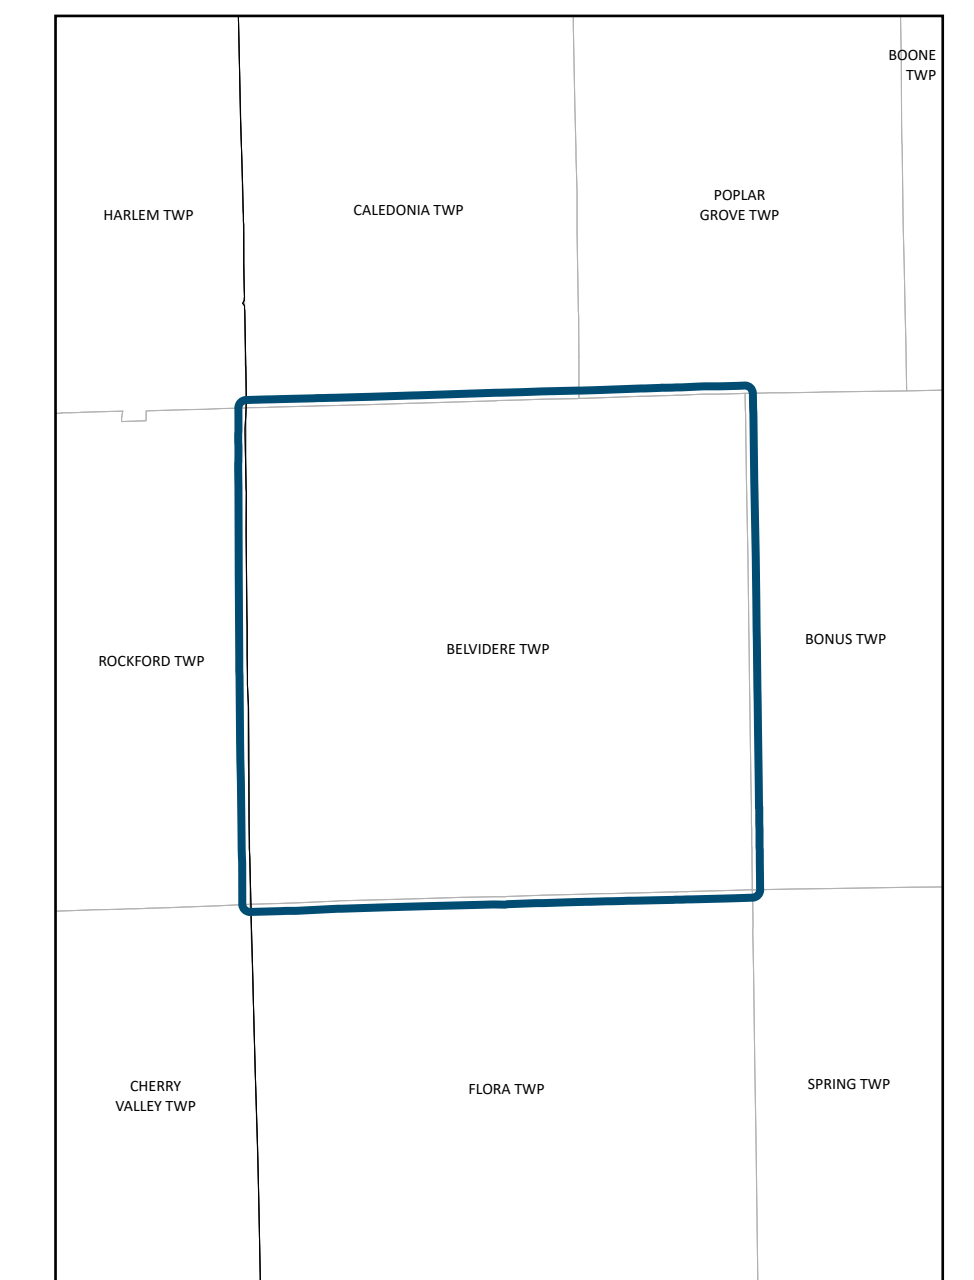 BOONE
TWP
HARLEM TWP
CALEDONIA TWP
POPLAR
GROVE TWP
ROCKFORD TWP
BELVIDERE TWP
BONUS TWP
CHERRY
VALLEY TWP
FLORA TWP
SPRING TWP